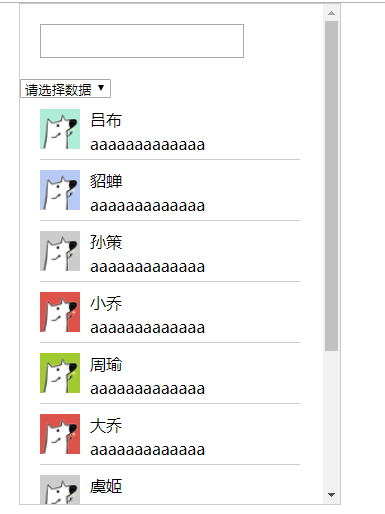 请选择数据
吕布
aaaaaaaaaaaaa
貂蝉
aaaaaaaaaaaaa
孙策
aaaaaaaaaaaaa
小乔
aaaaaaaaaaaaa
周瑜
aaaaaaaaaaaaa
大乔
aaaaaaaaaaaaa
虞姬